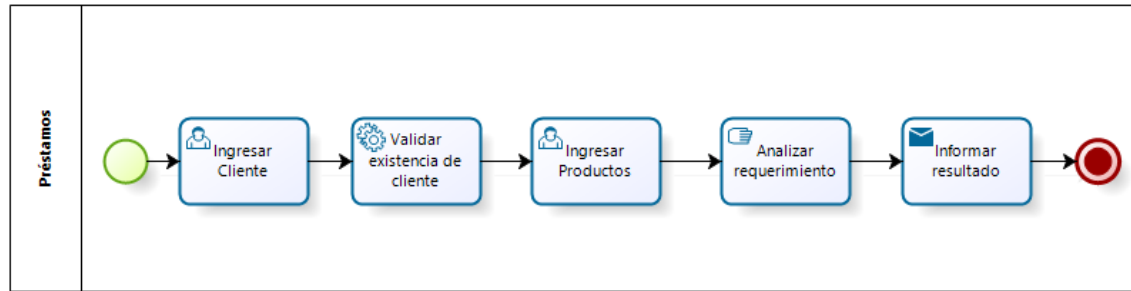 Préstamos
Ingresar
Cliente
Validar
existencia de
cliente
Ingresar
Productos
Analizar
requerimiento
Informar
resultado